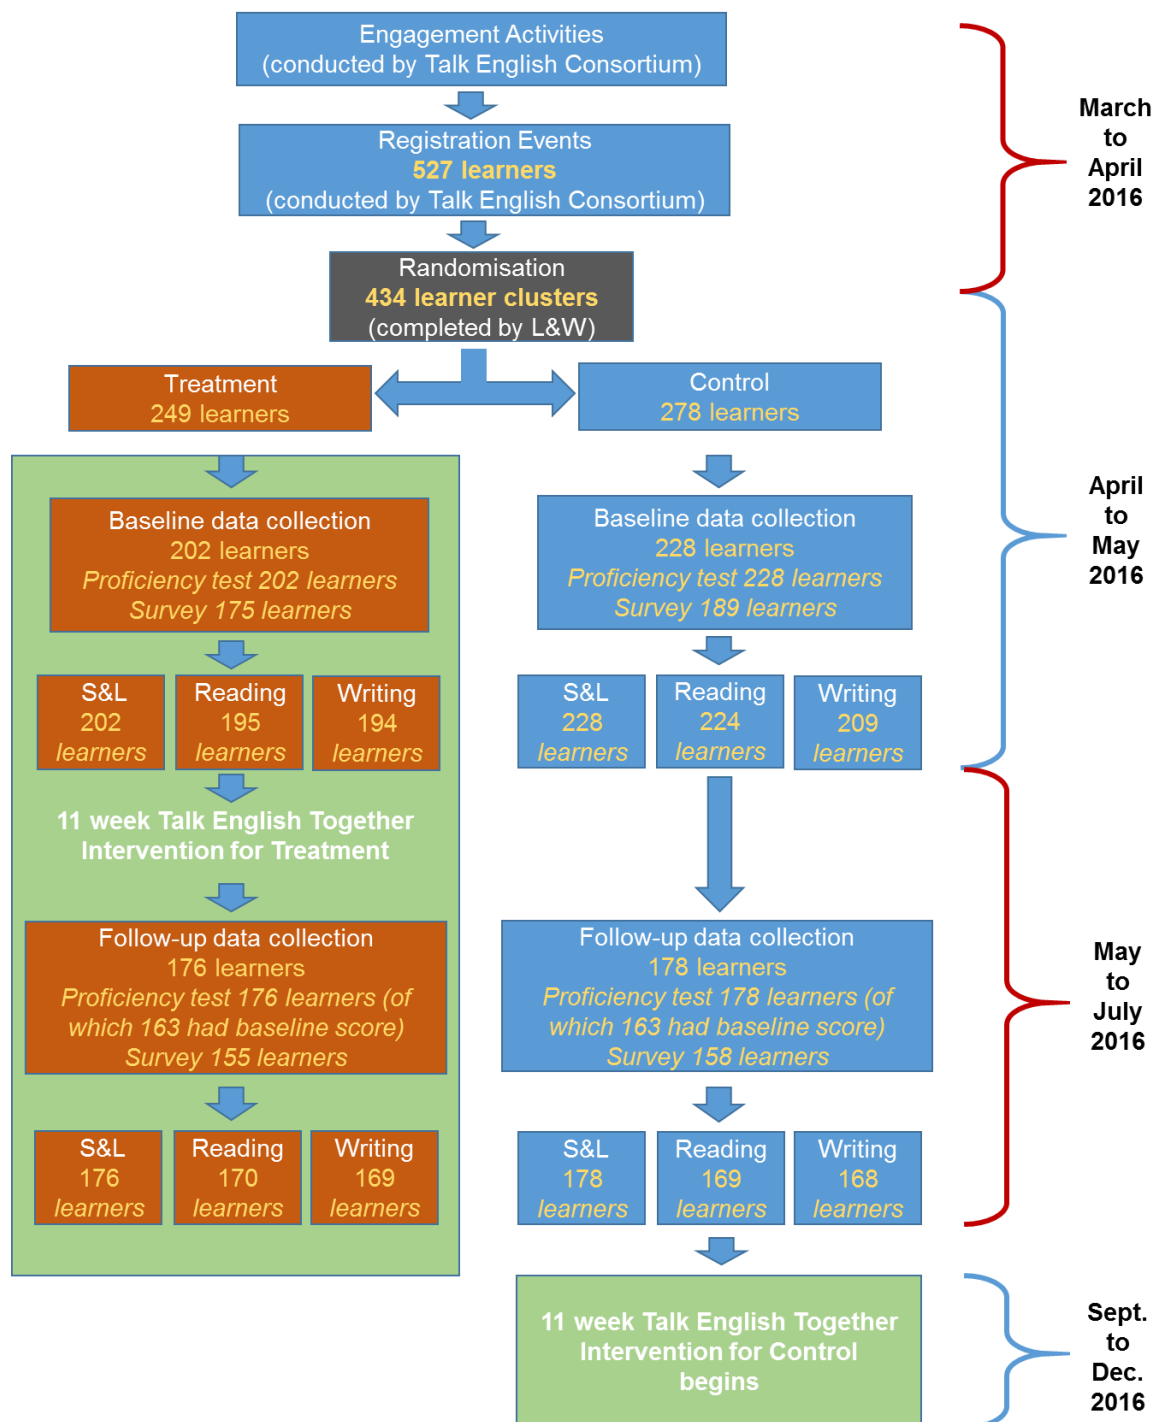 Engagement Activities
(conducted by Talk English Consortium)
Registration Events
527 learners
(conducted by Talk English Consortium)
March
to
April
2016
Randomisation
434 learner clusters
(completed by L&W)
Treatment
249 learners
Control
278 learners
Baseline data collection
202 learners
Proficiency test 202 learners
Survey 175 learners
Baseline data collection
228 learners
Proficiency test 228 learners
Survey 189 learners
April
to
May
2016
S&L
202
learners
Reading
195
learners
Writing
194
learners
S&L
228
learners
Reading
224
learners
Writing
209
learners
11 week Talk English Together
Intervention for Treatment
Follow-up data collection
176 learners
Proficiency test 176 learners (of
which 163 had baseline score)
Survey 155 learners
Follow-up data collection
178 learners
Proficiency test 178 learners (of
which 163 had baseline score)
Survey 158 learners
May
to
July
2016
S&L
176
learners
Reading
170
learners
Writing
169
learners
S&L
178
learners
Reading
169
learners
Writing
168
learners
11 week Talk English Together
Intervention for Control
begins
Sept.
to
Dec.
2016